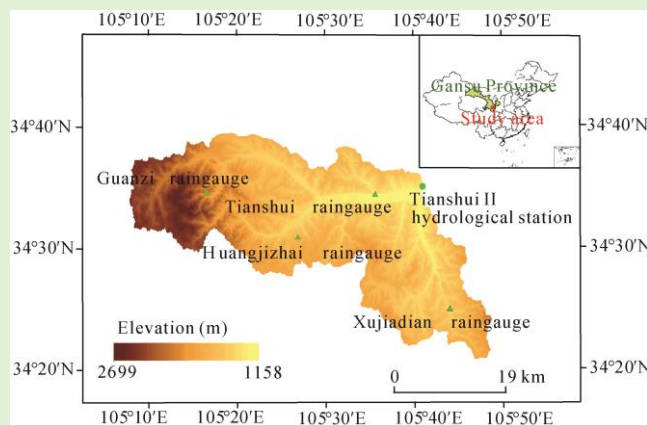 105°10′E 105°20′E 105°30′E 105°40′E 105°50′E
Gansu Province
Study area
34°40′N 34°40′N
Guanzi raingauge
Tianshui raingauge
Tianshui II
hydrological station
34°30′N 34°30′N
Huangjizhai raingauge
Xujiadian raingauge
Elevation (m)
2699 1158
0 19 km
34°20′N 34°20′N
105°10′E 105°20′E 105°30′E 105°40′E 105°50′E